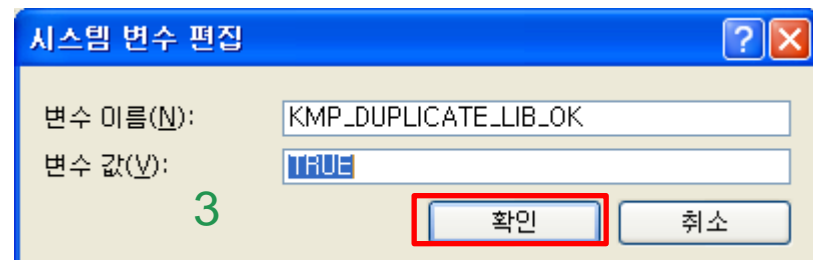 시스템 변수 편집
변수 이름(N): KMP_DUPLICATE_LIB_OK
변수 값(V): TRUE
3
확인 취소